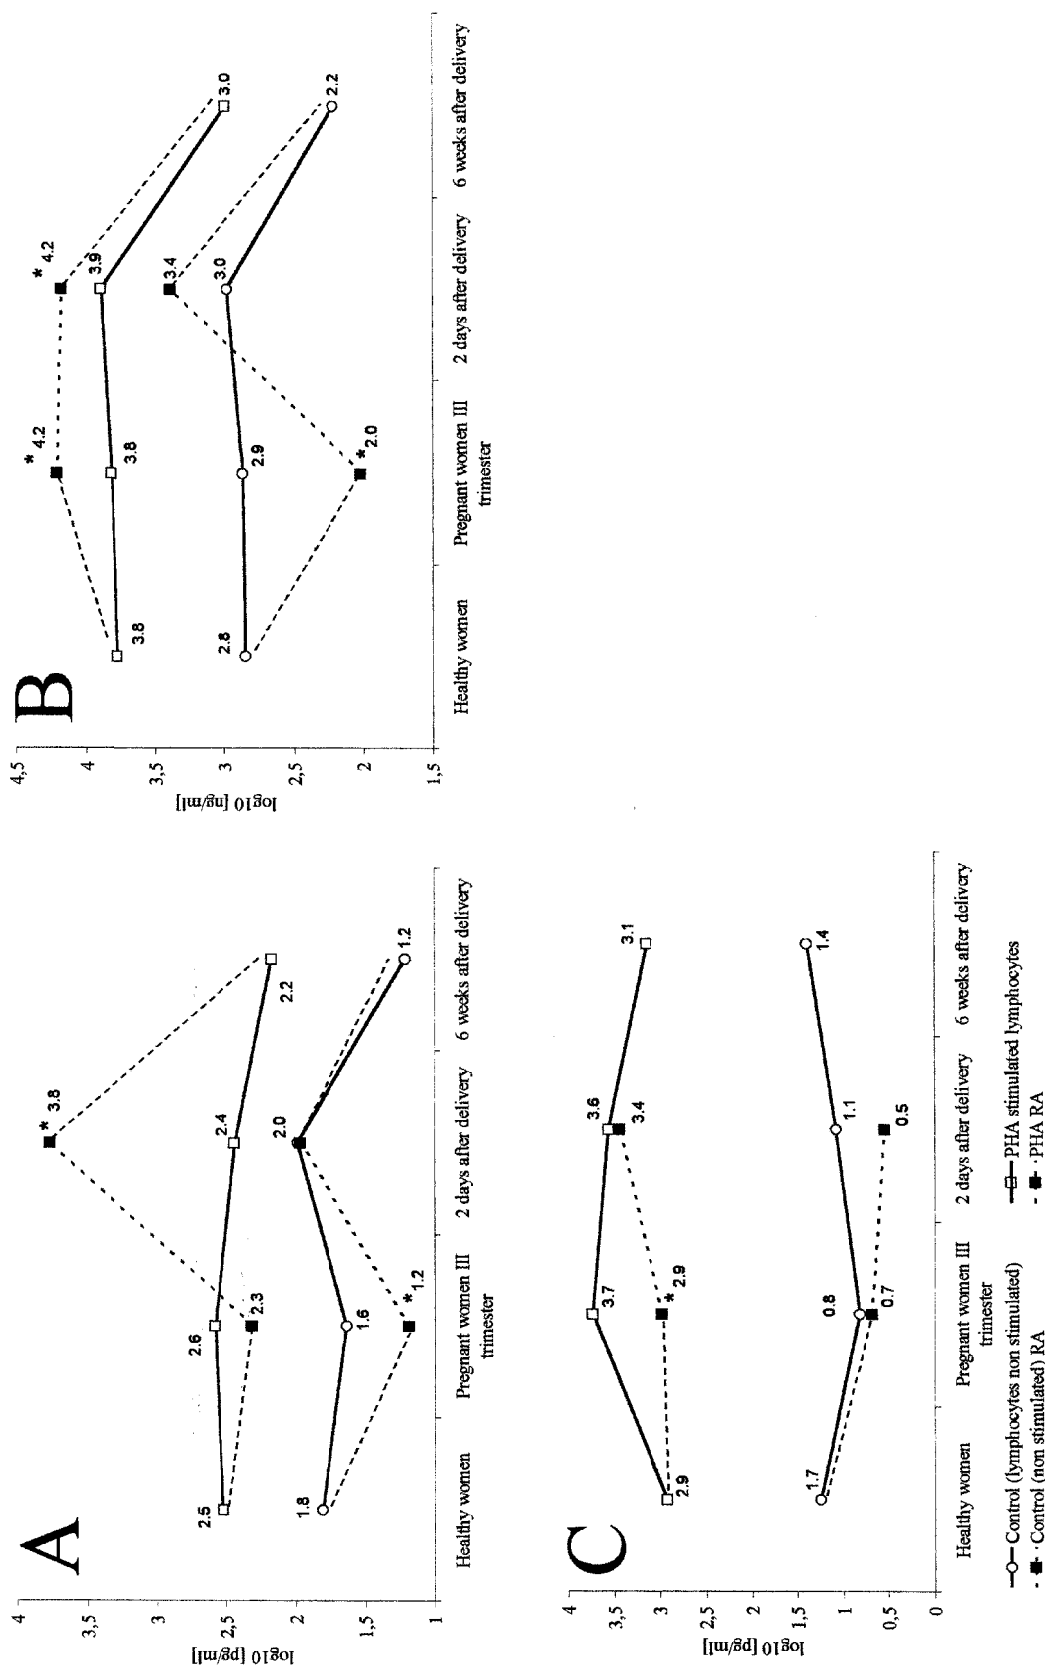 A
4
3,5
3
2,5
2
1,5
1
log10 [pg/ml]
2.5
2.6
2.3
2.4
* 3.8
2.2
1.8
1.6
* 1.2
2.0
1.2
Healthy women
Pregnant women III
trimester
2 days after delivery
6 weeks after delivery
B
4,5
4
3,5
3
2,5
2
1,5
log10 [ng/ml]
3.8
* 4.2
3.8
* 4.2
3.9
3.0
2.8
2.9
* 2.0
3.4
3.0
2.2
Healthy women
Pregnant women III
trimester
2 days after delivery
6 weeks after delivery
C
4
3,5
3
2,5
2
1,5
1
0,5
0
log10 [pg/ml]
2.9
3.7
* 2.9
3.6
3.4
3.1
1.7
0.8
0.7
1.1
0.5
1.4
Healthy women
Pregnant women III
trimester
2 days after delivery
6 weeks after delivery
Control (lymphocytes non stimulated)
PHA stimulated lymphocytes
Control (non stimulated) RA
PHA RA